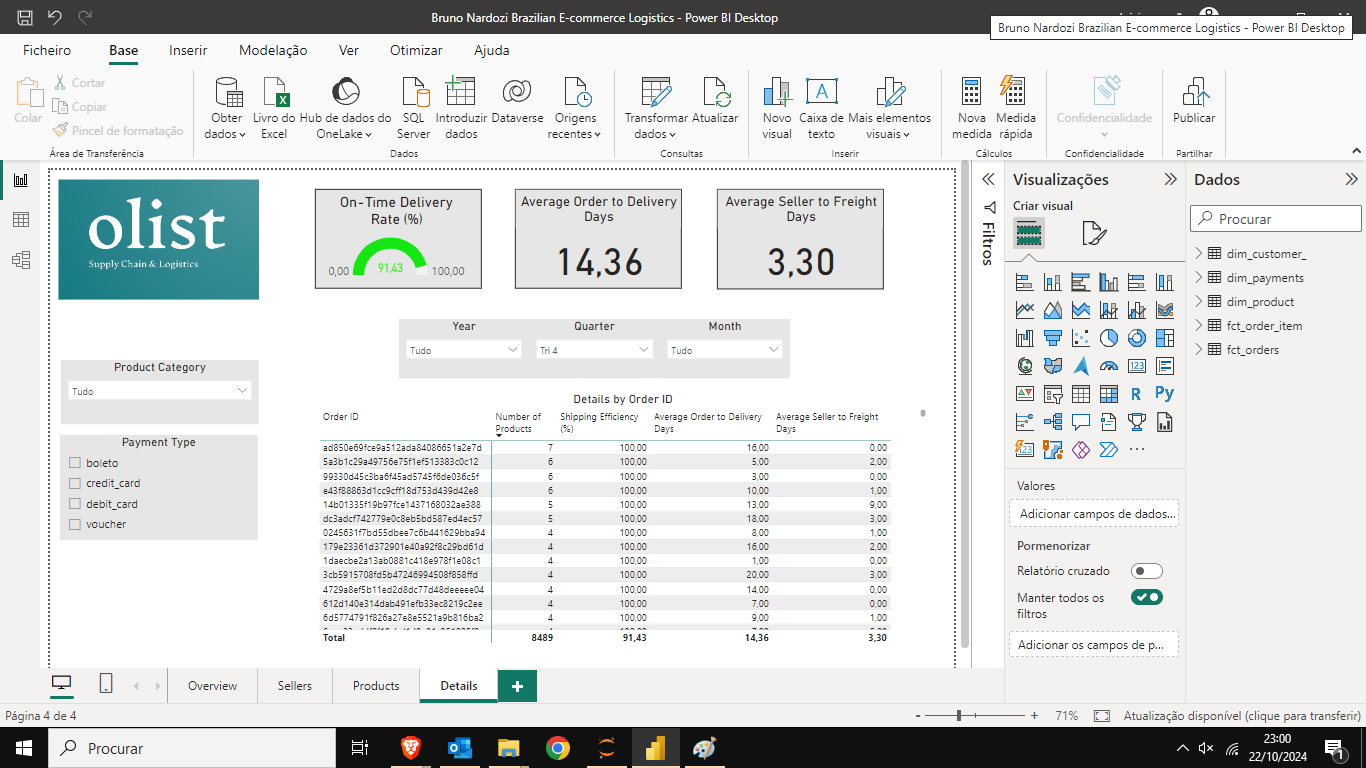 Bruno Nardozi Brazilian E-commerce Logistics - Power BI Desktop
Bruno Nardozi Brazilian E-commerce Logistics - Power BI Desktop
Ficheiro Base Inserir Modelação Ver Otimizar Ajuda
Colar
Cortar
Copiar
Pincel de formatação
Área de Transferência
Obter dados
Livro do Excel
Hub de dados do OneLake
SQL Server
Introduzir dados
Dataverse
Origens recentes
Dados
Transformar dados
Atualizar
Consultas
Novo visual
Caixa de texto
Mais elementos visuais
Inserir
Nova medida
Medida rápida
Cálculos
Confidencialidade
Confidencialidade
Publicar
Partilhar
olist
Supply Chain & Logistics
On-Time Delivery
Rate (%)
0,00 91,43 100,00
Average Order to Delivery
Days
14,36
Average Seller to Freight
Days
3,30
Year Quarter Month
Tudo Tri 4 Tudo
Product Category
Tudo
Payment Type
boleto
credit_card
debit_card
voucher
Details by Order ID
Order ID Number of Products Shipping Efficiency (%) Average Order to Delivery Days Average Seller to Freight Days
ad850e69fce9a512ada84086651a2e7d 7 100,00 16,00 0,00
5a3b1c29a49756e75f1ef513383c0c12 6 100,00 5,00 2,00
99330d45c3ba6f45ad5745f6de036c5f 6 100,00 3,00 0,00
e43f88863d1cc9cff18d753d439d42e8 6 100,00 10,00 1,00
14b01335f19b97fce1437168032ae388 5 100,00 13,00 9,00
dc3adcf742779e0c8eb5bd587ed4ec57 5 100,00 18,00 3,00
0245631f7bd55dbee7c6b441629bba94 4 100,00 8,00 1,00
179e23361d372901e40a92f8c29bd61d 4 100,00 16,00 2,00
1daecbe2a13ab0881c418e978f1e08c1 4 100,00 1,00 0,00
3cb5915708fd5b47246994508f858ffd 4 100,00 20,00 3,00
4729a8ef5b11ed2d8dc77d48deeeee04 4 100,00 14,00 0,00
612d140e314dab491efb33ec8219c2ee 4 100,00 7,00 0,00
6d5774791f826a27e8e5521a9b816ba2 4 100,00 9,00 1,00
Total 8489 91,43 14,36 3,30
Filtros
Visualizações
Criar visual
R Py
Valores
Adicionar campos de dados...
Pormenorizar
Relatório cruzado
Manter todos os
filtros
Adicionar os campos de p...
Dados
Procurar
dim_customer_
dim_payments
dim_product
fct_order_item
fct_orders
Overview Sellers Products Details
Página 4 de 4
- + 71% Atualização disponível (clique para transferir)
Procurar
23:00
22/10/2024
1